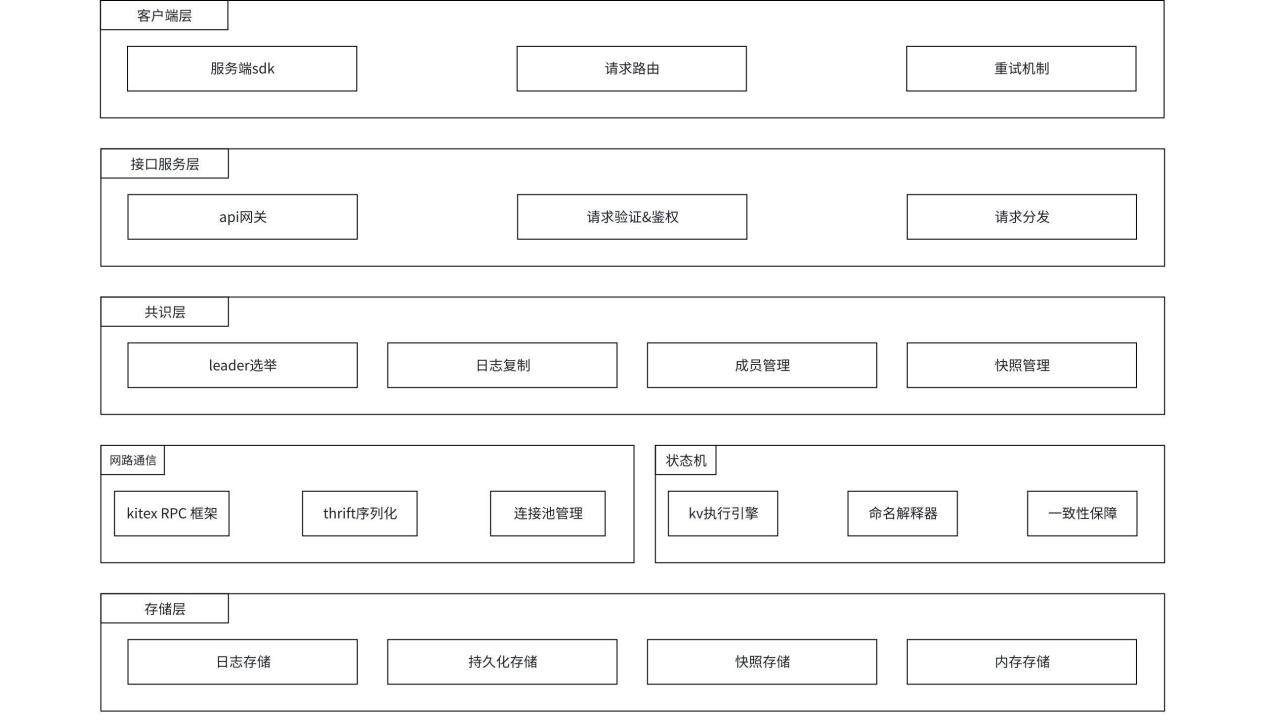 客户端层
服务端sdk
请求路由
重试机制
接口服务层
api网关
请求验证&鉴权
请求分发
共识层
leader选举
日志复制
成员管理
快照管理
网路通信
kitex RPC 框架
thrift序列化
连接池管理
状态机
kv执行引擎
命名解释器
一致性保障
存储层
日志存储
持久化存储
快照存储
内存存储